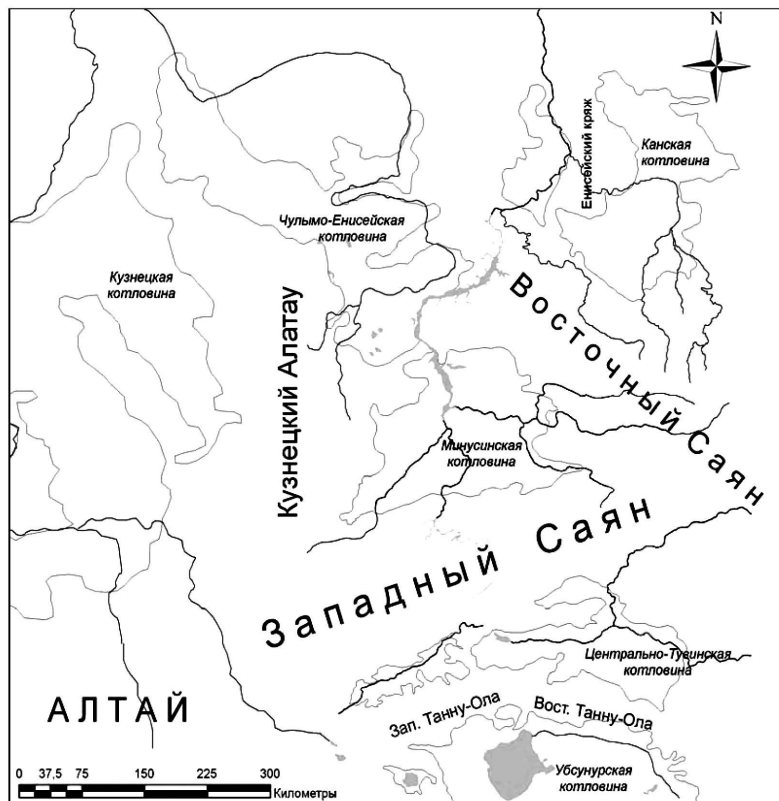 N
Енисейский кряж
Канская
котловина
Чулымо-Енисейская
котловина
Кузнецкая
котловина
Восточный Саян
Кузнецкий Алатау
Минусинская
котловина
Западный Саян
Центрально-Тувинская
котловина
АЛТАЙ
Зап. Танну-Ола
Вост. Танну-Ола
Убсунурская
котловина
0 37,5 75 150 225 300
Километры